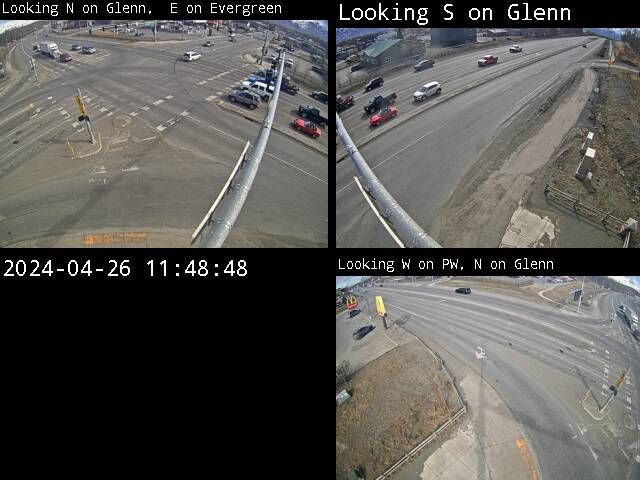 Looking N on Glenn,  E on Evergreen
Looking S on Glenn
2024-04-26 11:48:48
Looking W on PW, N on Glenn